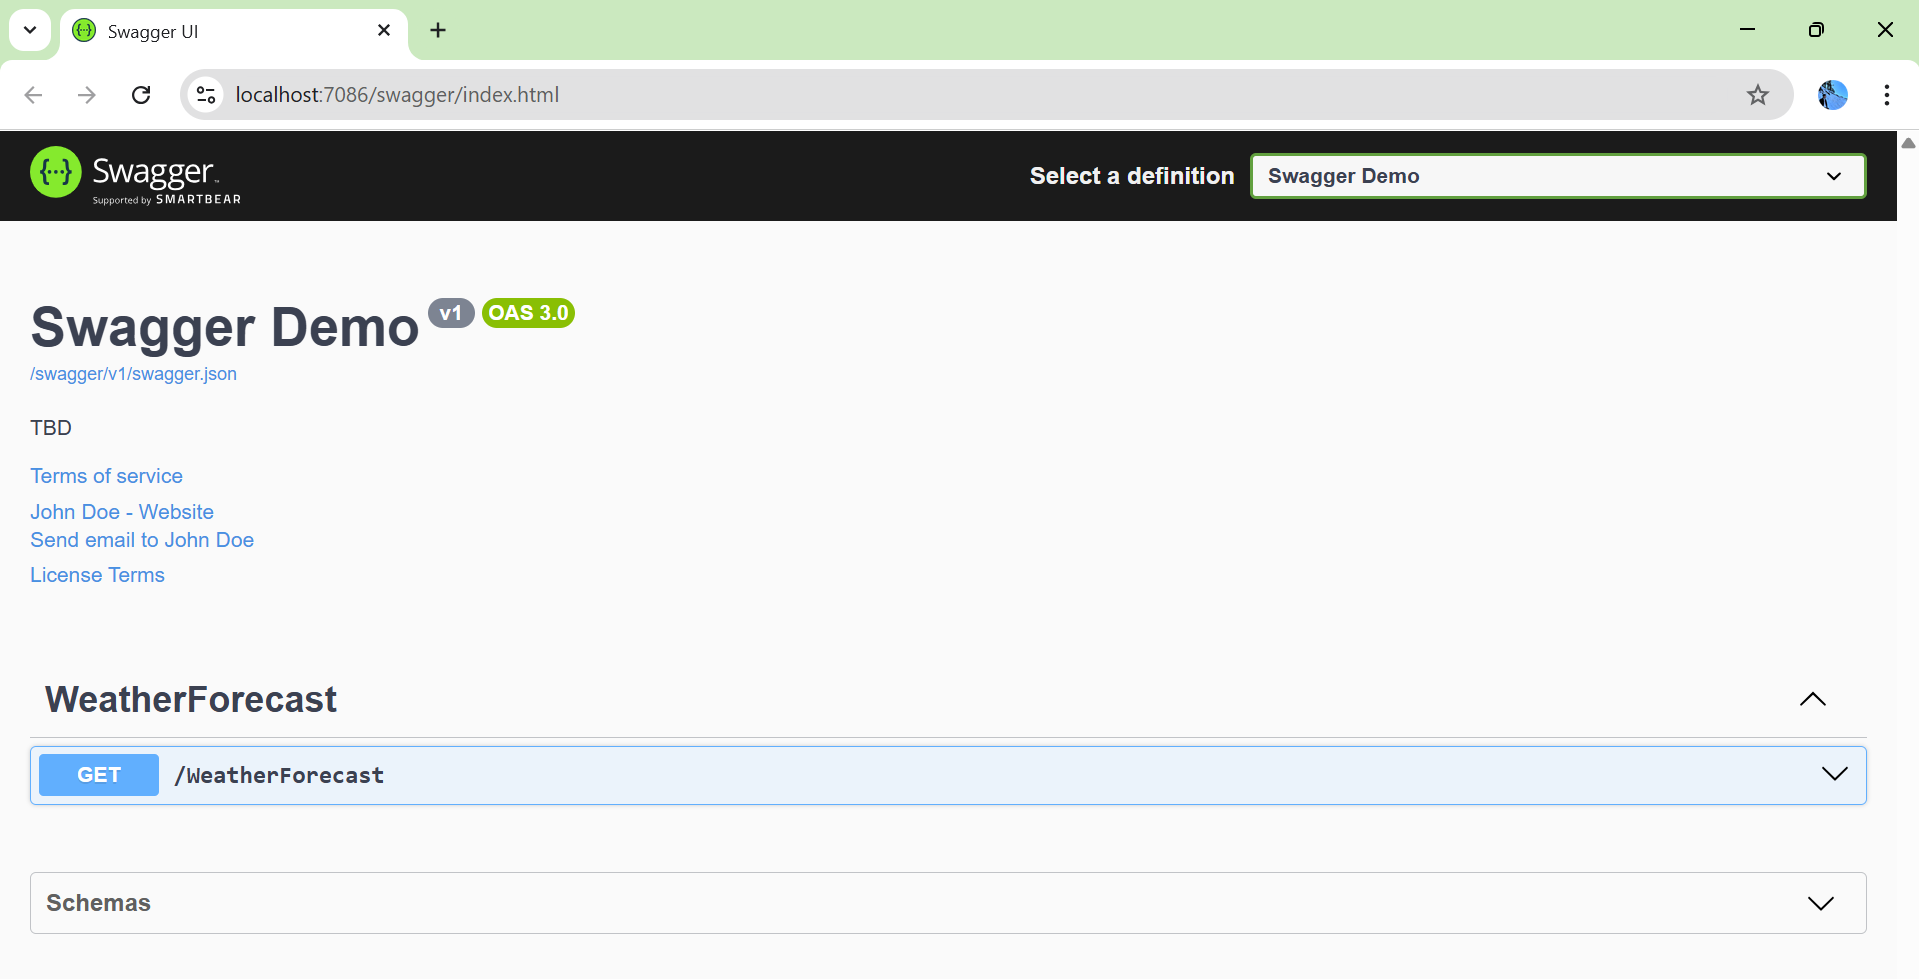 Swagger UI
localhost:7086/swagger/index.html
Swagger™
Supported by SMARTBEAR
Select a definition
Swagger Demo
Swagger Demo v1 OAS 3.0
/swagger/v1/swagger.json
TBD
Terms of service
John Doe - Website
Send email to John Doe
License Terms
WeatherForecast
GET /WeatherForecast
Schemas